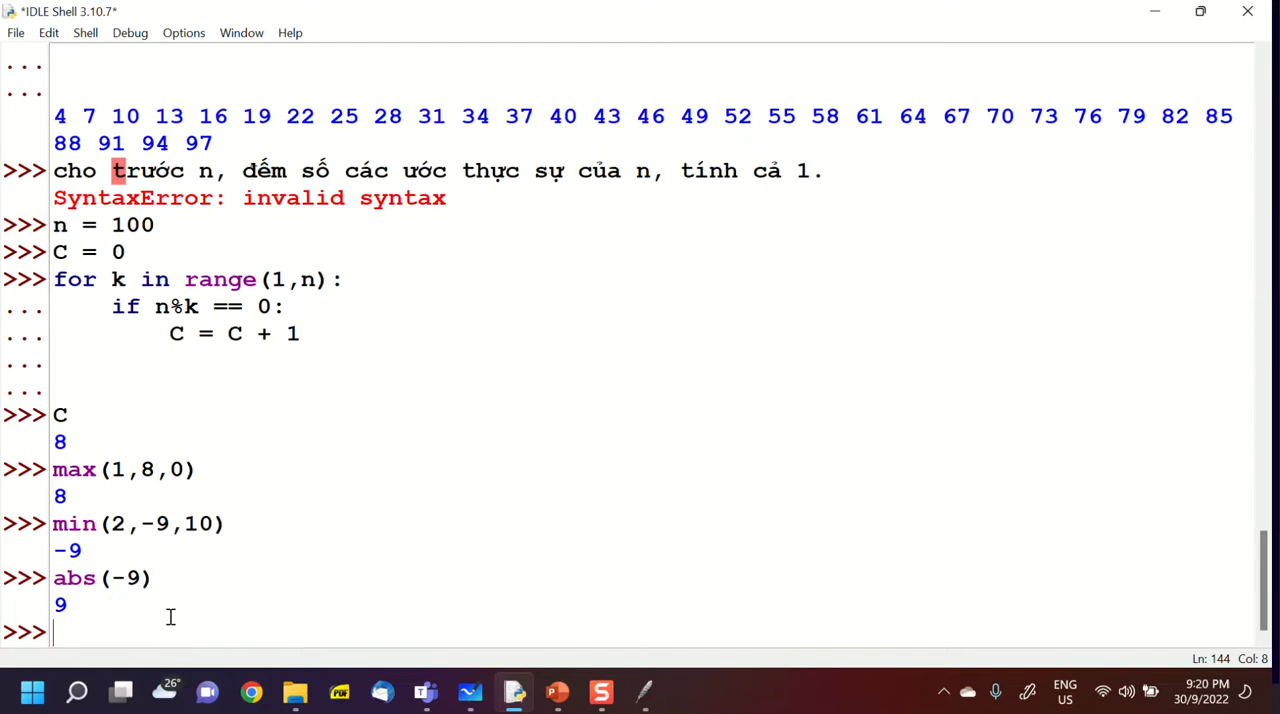 *IDLE Shell 3.10.7*
File Edit Shell Debug Options Window Help
...
...
4 7 10 13 16 19 22 25 28 31 34 37 40 43 46 49 52 55 58 61 64 67 70 73 76 79 82 85
88 91 94 97
>>> cho trước n, đếm số các ước thực sự của n, tính cả 1.
SyntaxError: invalid syntax
>>> n = 100
>>> C = 0
>>> for k in range(1,n):
... if n%k == 0:
... C = C + 1
...
...
>>> C
8
>>> max(1,8,0)
8
>>> min(2,-9,10)
-9
>>> abs(-9)
9
>>>
Ln: 144 Col: 8
26°
PDF
T
P
S
ENG
US
9:20 PM
30/9/2022